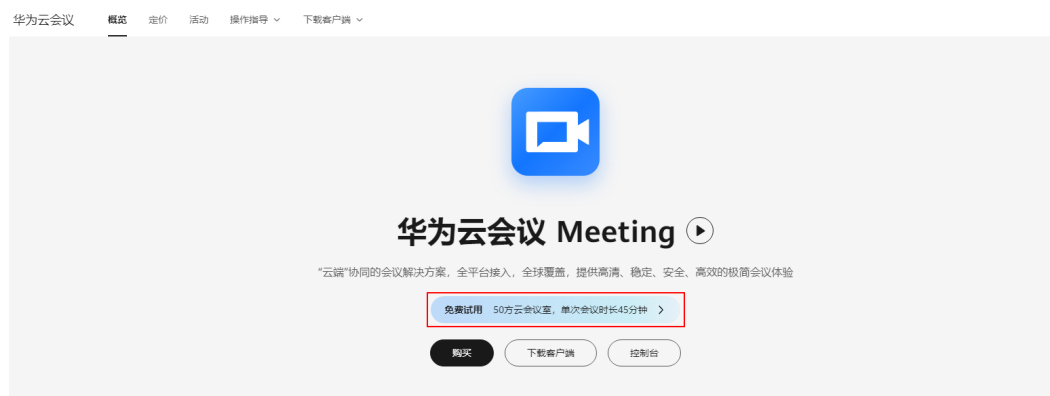 华为云会议 概览 定价 活动 操作指导 下载客户端
华为云会议 Meeting
“云端”协同的会议解决方案，全平台接入，全球覆盖，提供高清、稳定、安全、高效的极简会议体验
免费试用 50方云会议室，单次会议时长45分钟
购买 下载客户端 控制台